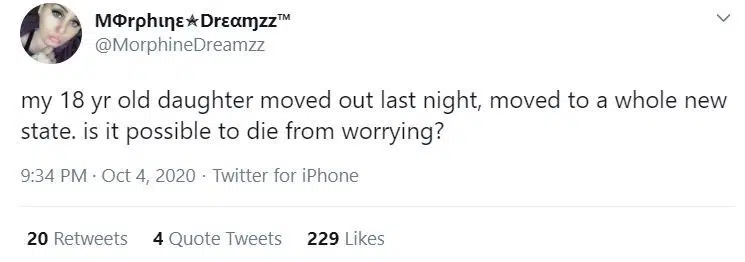 MΦrρhιηε★Drεαɱzz™
@MorphineDreamzz
my 18 yr old daughter moved out last night, moved to a whole new
state. is it possible to die from worrying?
9:34 PM · Oct 4, 2020 · Twitter for iPhone
20 Retweets 4 Quote Tweets 229 Likes